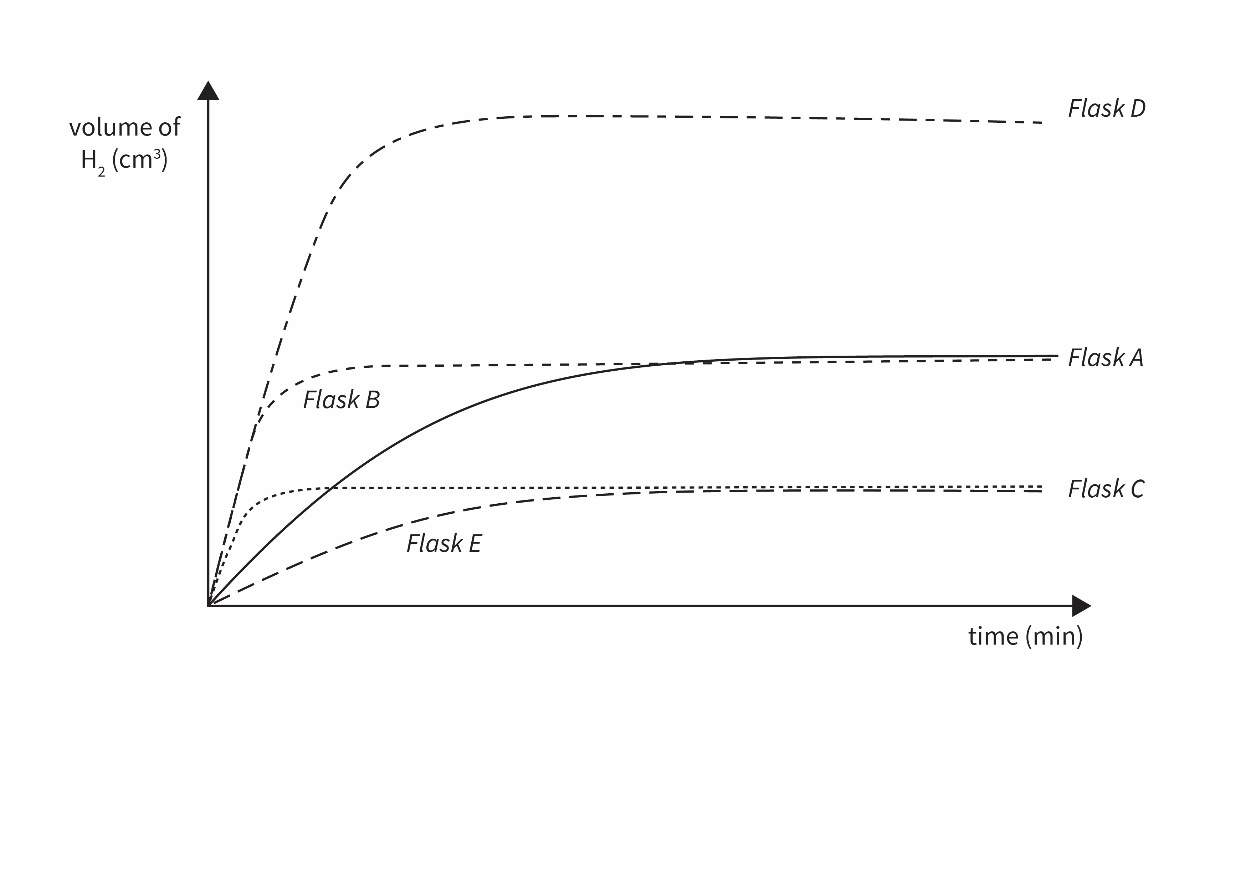 Flask D
volume of
H₂ (cm³)
Flask A
Flask B
Flask C
Flask E
time (min)